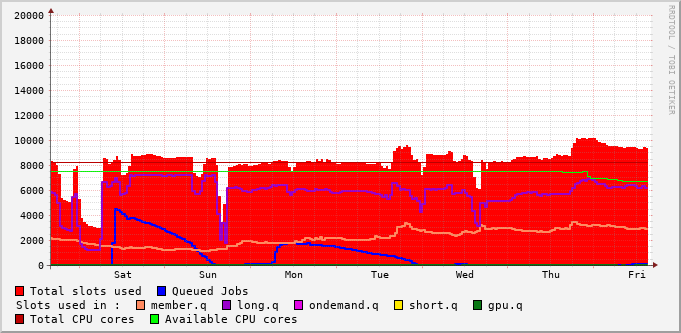 20000
18000
16000
14000
12000
10000
8000
6000
4000
2000
0
Sat Sun Mon Tue Wed Thu Fri
RRDTOOL / TOBI OETIKER
Total slots used Queued Jobs
Slots used in : member.q long.q ondemand.q short.q gpu.q
Total CPU cores Available CPU cores